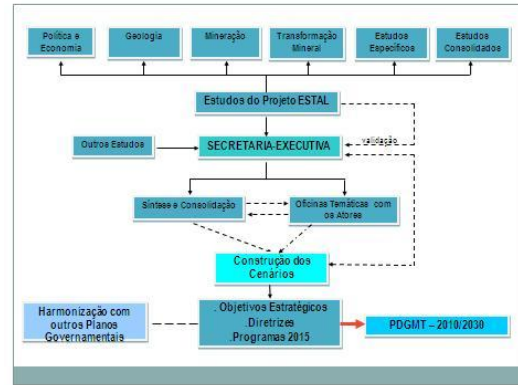 Política e
Economia
Geologia
Mineração
Transformação
Mineral
Estudos
Específicos
Estudos
Consolidados
Estudos do Projeto ESTAL
validação
Outros Estudos
SECRETARIA-EXECUTIVA
Síntese e Consolidação
Oficinas Temáticas com
os Atores
Construção dos
Cenários
Harmonização com
outros Planos
Governamentais
. Objetivos Estratégicos
.Diretrizes
.Programas 2015
PDGMT – 2010/2030